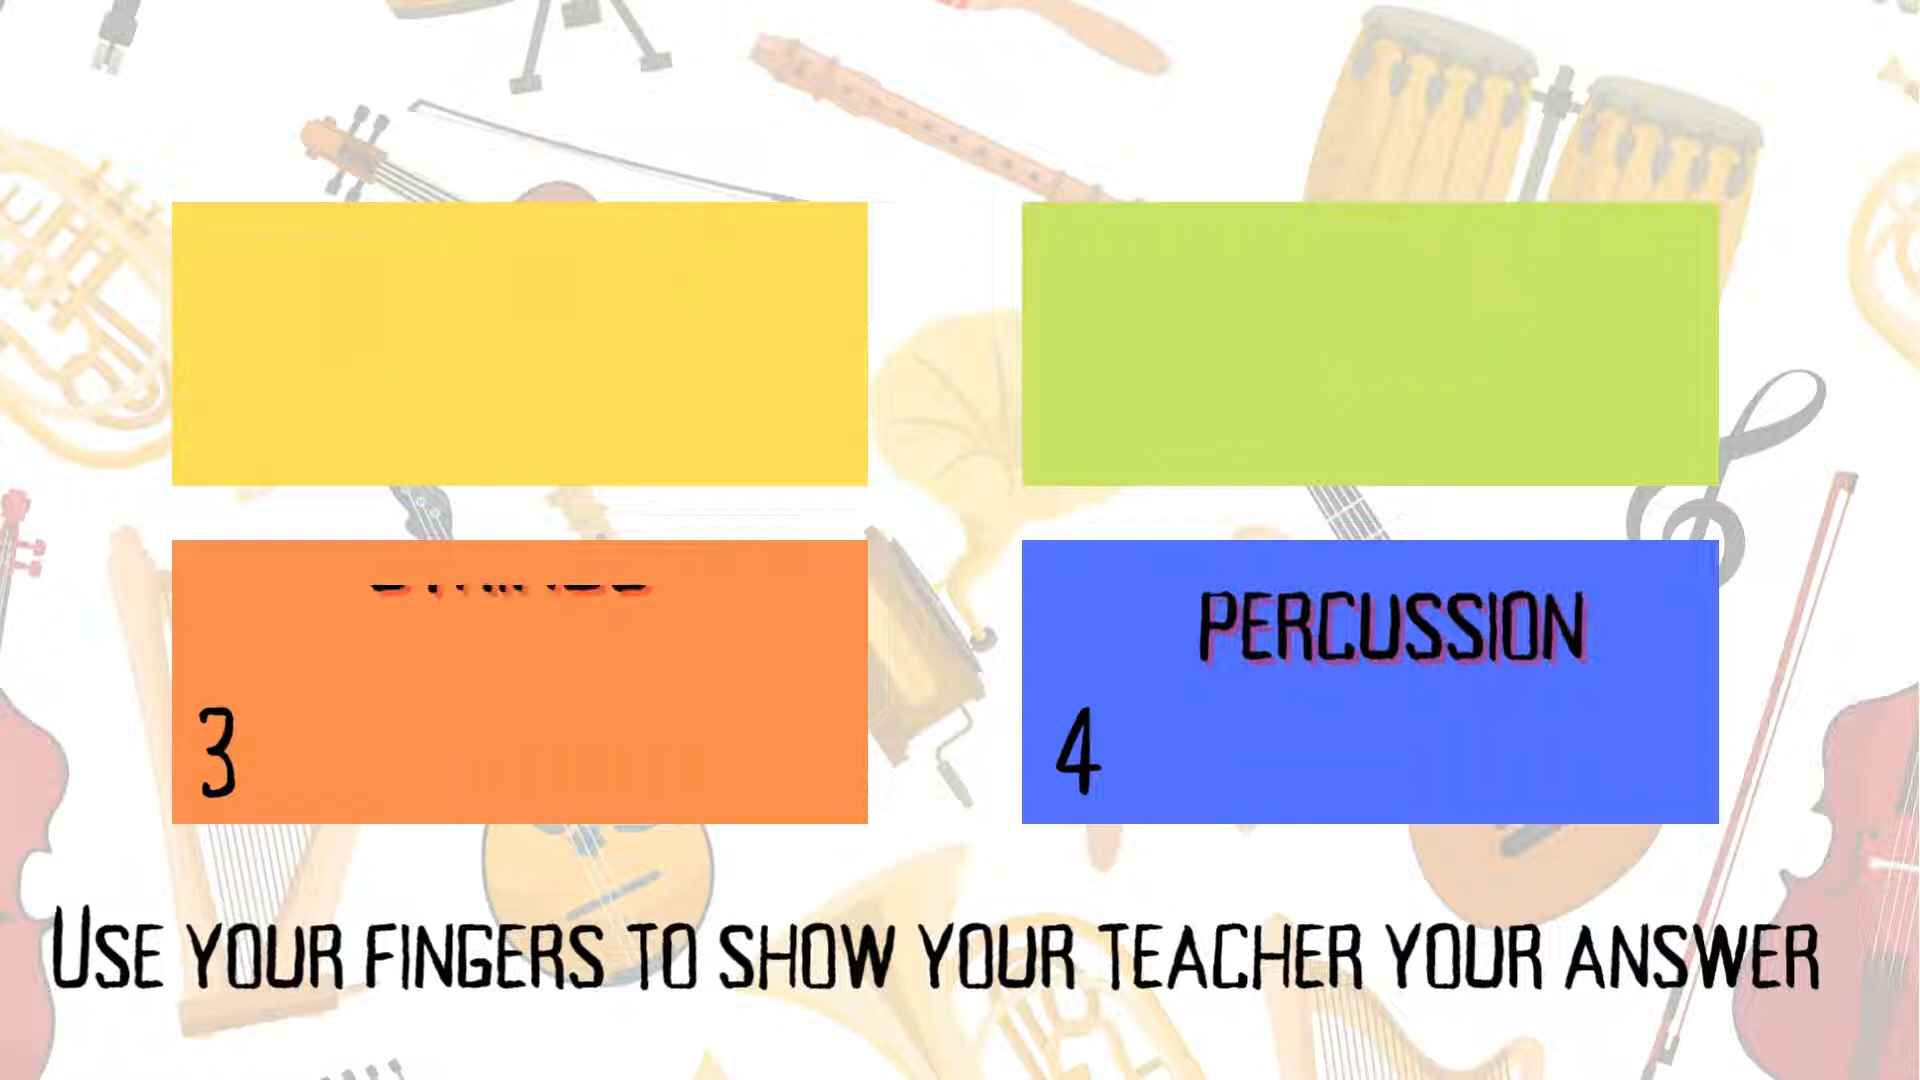 PERCUSSION
3
4
USE YOUR FINGERS TO SHOW YOUR TEACHER YOUR ANSWER